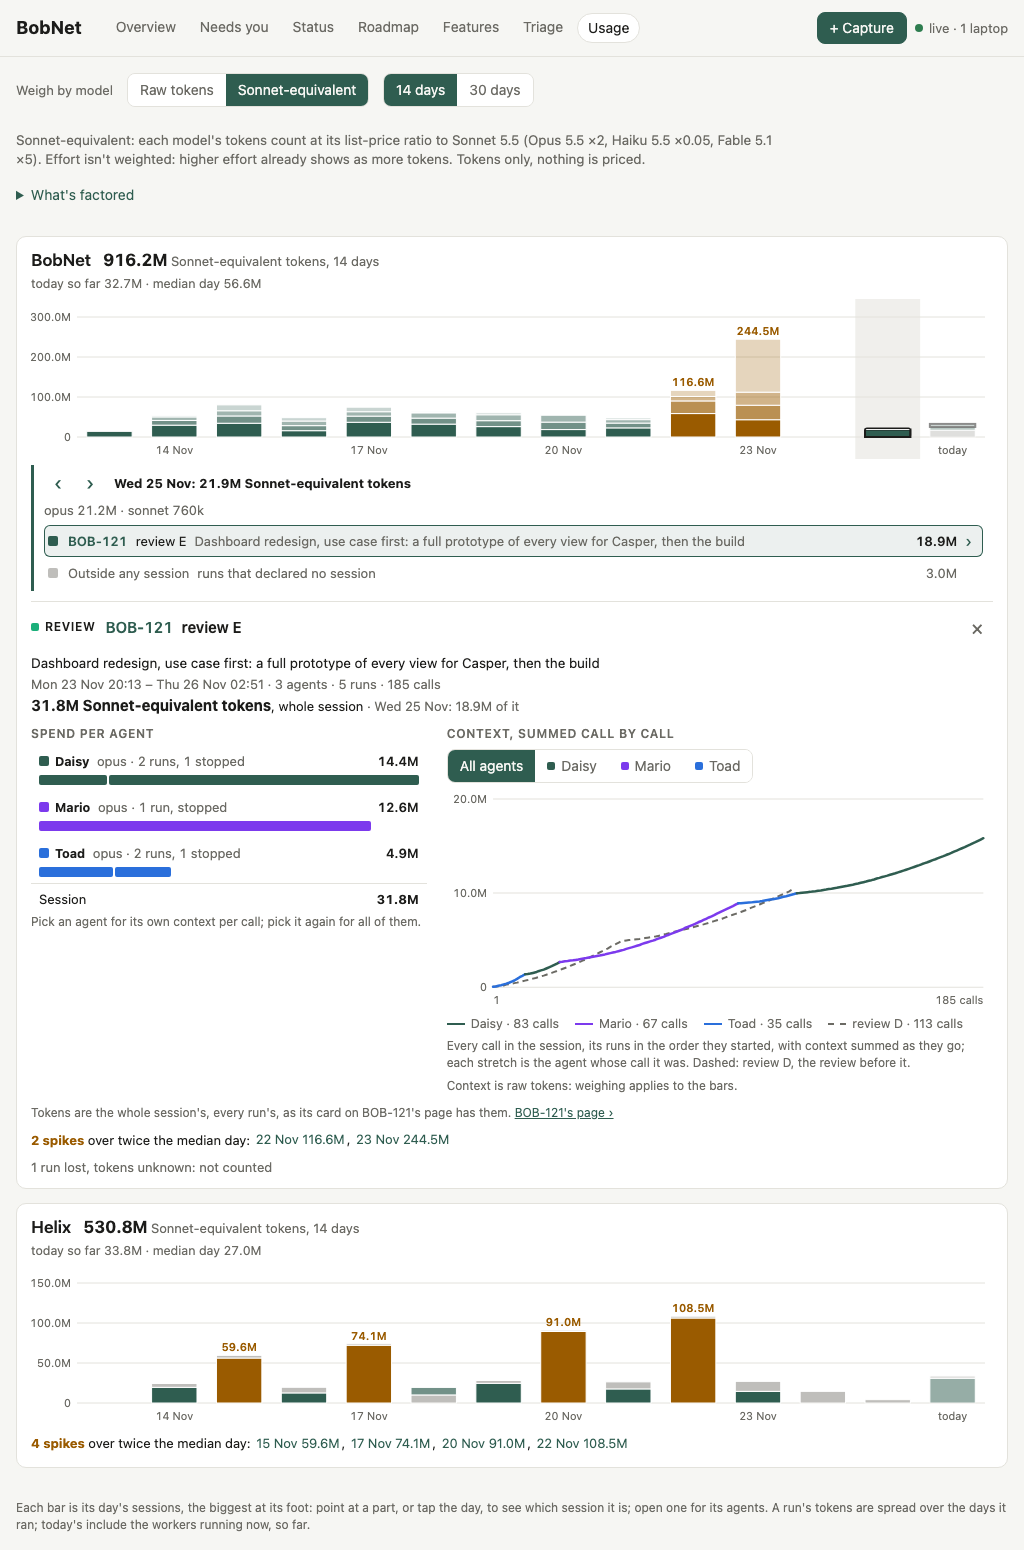 BobNet Overview Needs you Status Roadmap Features Triage Usage + Capture live · 1 laptop
Weigh by model Raw tokens Sonnet-equivalent 14 days 30 days
Sonnet-equivalent: each model's tokens count at its list-price ratio to Sonnet 5.5 (Opus 5.5 ×2, Haiku 5.5 ×0.05, Fable 5.1
×5). Effort isn't weighted: higher effort already shows as more tokens. Tokens only, nothing is priced.
▶ What's factored
BobNet 916.2M Sonnet-equivalent tokens, 14 days
today so far 32.7M · median day 56.6M
300.0M
200.0M
100.0M
0
116.6M
244.5M
14 Nov 17 Nov 20 Nov 23 Nov today
‹ › Wed 25 Nov: 21.9M Sonnet-equivalent tokens
opus 21.2M · sonnet 760k
BOB-121 review E Dashboard redesign, use case first: a full prototype of every view for Casper, then the build 18.9M ›
Outside any session runs that declared no session 3.0M
REVIEW BOB-121 review E ×
Dashboard redesign, use case first: a full prototype of every view for Casper, then the build
Mon 23 Nov 20:13 – Thu 26 Nov 02:51 · 3 agents · 5 runs · 185 calls
31.8M Sonnet-equivalent tokens, whole session · Wed 25 Nov: 18.9M of it
SPEND PER AGENT
Daisy opus · 2 runs, 1 stopped 14.4M
Mario opus · 1 run, stopped 12.6M
Toad opus · 2 runs, 1 stopped 4.9M
Session 31.8M
Pick an agent for its own context per call; pick it again for all of them.
CONTEXT, SUMMED CALL BY CALL
All agents Daisy Mario Toad
20.0M
10.0M
0
1 185 calls
Daisy · 83 calls Mario · 67 calls Toad · 35 calls review D · 113 calls
Every call in the session, its runs in the order they started, with context summed as they go;
each stretch is the agent whose call it was. Dashed: review D, the review before it.
Context is raw tokens: weighing applies to the bars.
Tokens are the whole session's, every run's, as its card on BOB-121's page has them. BOB-121's page ›
2 spikes over twice the median day: 22 Nov 116.6M, 23 Nov 244.5M
1 run lost, tokens unknown: not counted
Helix 530.8M Sonnet-equivalent tokens, 14 days
today so far 33.8M · median day 27.0M
150.0M
100.0M
50.0M
0
59.6M
74.1M
91.0M
108.5M
14 Nov 17 Nov 20 Nov 23 Nov today
4 spikes over twice the median day: 15 Nov 59.6M, 17 Nov 74.1M, 20 Nov 91.0M, 22 Nov 108.5M
Each bar is its day's sessions, the biggest at its foot: point at a part, or tap the day, to see which session it is; open one for its agents. A run's tokens are spread over the days it
ran; today's include the workers running now, so far.